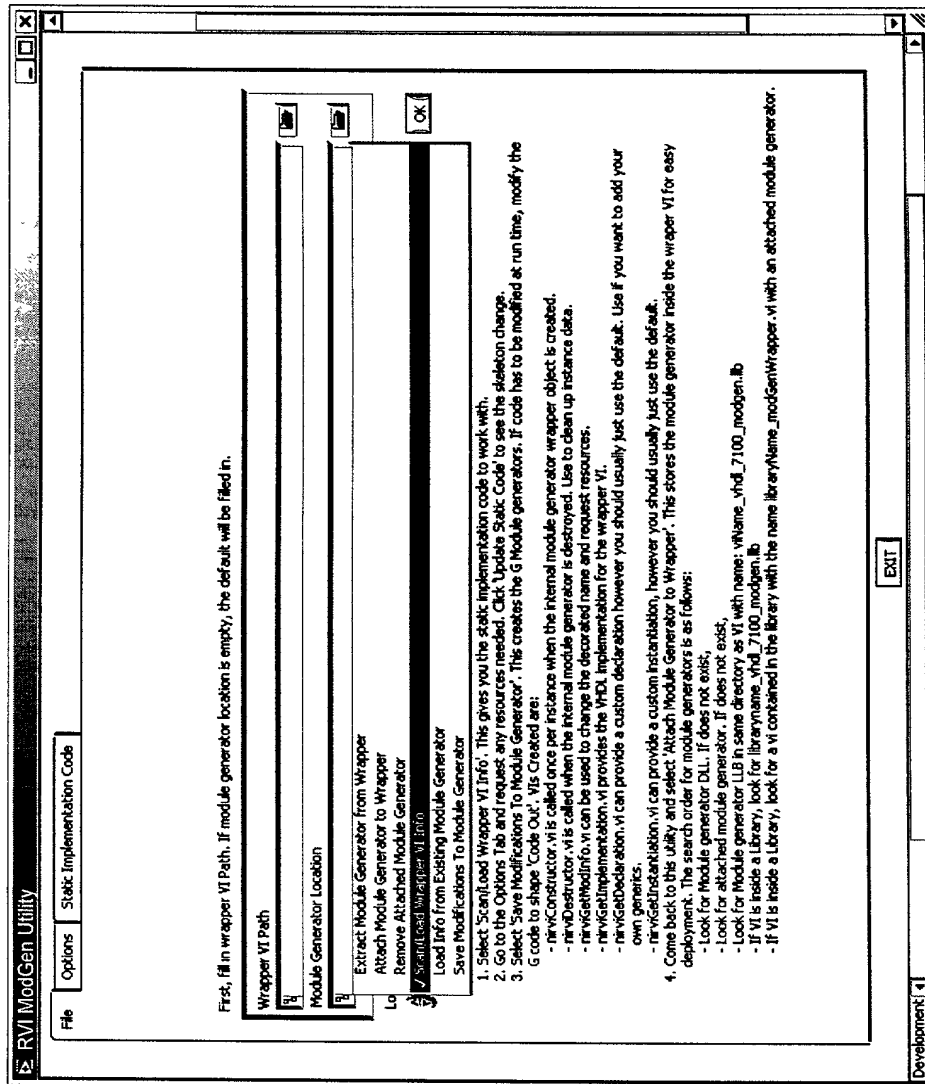 RVI ModGen Utility
File
Options
Static Implementation Code
First, fill in wrapper VI Path. If module generator location is empty, the default will be filled in.
Wrapper VI Path
Module Generator Location
Extract Module Generator from Wrapper
Attach Module Generator to Wrapper
Remove Attached Module Generator
Lo
✓ Scan/Load Wrapper VI Info
OK
Load Info from Existing Module Generator
Save Modifications To Module Generator
1. Select 'Scan/Load Wrapper VI Info'. This gives you the static implementation code to work with.
2. Go to the Options Tab and request any resources needed. Click 'Update Static Code' to see the skeleton change.
3. Select 'Save Modifications To Module Generator'. This creates the G Module generators. If code has to be modified at run time, modify the
G code to shape 'Code Out'. VIs Created are:
- nirviConstructor.vi is called once per instance when the internal module generator wrapper object is created.
- nirviDestructor.vi is called when the internal module generator is destroyed. Use to clean up instance data.
- nirviGetModInfo.vi can be used to change the decorated name and request resources.
- nirviGetImplementation.vi provides the VHDL implementation for the wrapper VI.
- nirviGetDeclaration.vi can provide a custom declaration however you should usually just use the default. Use if you want to add your
own generics.
- nirviGetInstantiation.vi can provide a custom instantiation, however you should usually just use the default.
4. Come back to this utility and select 'Attach Module Generator to Wrapper'. This stores the module generator inside the wraper VI for easy
deployment. The search order for module generators is as follows:
- Look for Module generator DLL. If does not exist,
- Look for attached module generator. If does not exist,
- Look for Module generator LLB in same directory as VI with name: viName_vhdl_7100_modgen.llb
- If VI is inside a Library, look for libraryname_vhdl_7100_modgen.llb
- If VI is inside a Library, look for a vi contained in the library with the name libraryName_modGenWrapper.vi with an attached module generator.
EXIT
Development